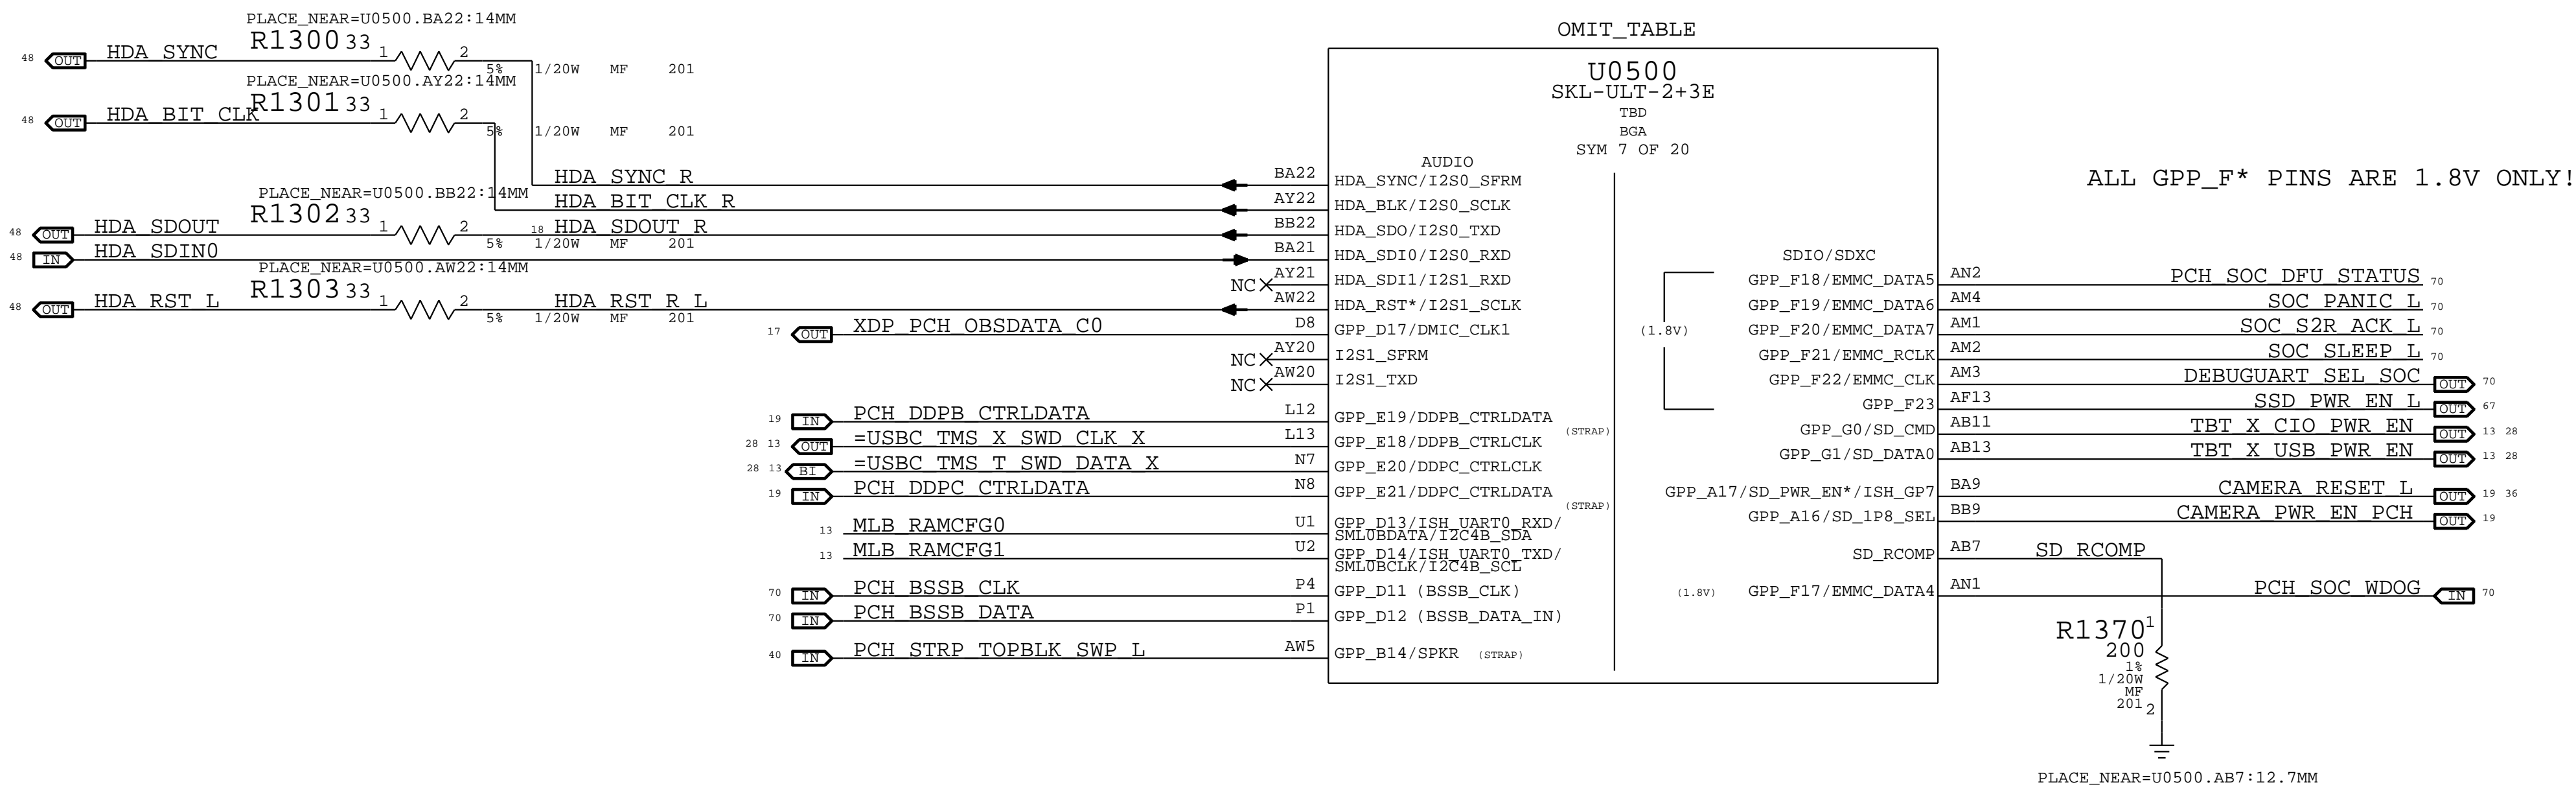 PLACE_NEAR=U0500.BA22:14MM
R1300 33
48 OUT HDA_SYNC 1 2
5% 1/20W MF 201
PLACE_NEAR=U0500.AY22:14MM
R1301 33
48 OUT HDA_BIT_CLK 1 2
5% 1/20W MF 201
HDA_SYNC_R
HDA_BIT_CLK_R
PLACE_NEAR=U0500.BB22:14MM
R1302 33
48 OUT HDA_SDOUT 1 2 18 HDA_SDOUT_R
5% 1/20W MF 201
48 IN HDA_SDIN0
PLACE_NEAR=U0500.AW22:14MM
R1303 33
48 OUT HDA_RST_L 1 2 HDA_RST_R_L
5% 1/20W MF 201
OMIT_TABLE
U0500
SKL-ULT-2+3E
TBD
BGA
SYM 7 OF 20
AUDIO
BA22 HDA_SYNC/I2S0_SFRM
AY22 HDA_BLK/I2S0_SCLK
BB22 HDA_SDO/I2S0_TXD
BA21 HDA_SDI0/I2S0_RXD
NC AY21 HDA_SDI1/I2S1_RXD
AW22 HDA_RST*/I2S1_SCLK
17 OUT XDP_PCH_OBSDATA_C0 D8 GPP_D17/DMIC_CLK1
NC AY20 I2S1_SFRM
NC AW20 I2S1_TXD
19 IN PCH_DDPB_CTRLDATA L12 GPP_E19/DDPB_CTRLDATA
(STRAP)
28 13 OUT =USBC_TMS_X_SWD_CLK_X L13 GPP_E18/DDPB_CTRLCLK
28 13 BI =USBC_TMS_T_SWD_DATA_X N7 GPP_E20/DDPC_CTRLCLK
19 IN PCH_DDPC_CTRLDATA N8 GPP_E21/DDPC_CTRLDATA
(STRAP)
13 MLB_RAMCFG0 U1 GPP_D13/ISH_UART0_RXD/
SML0BDATA/I2C4B_SDA
13 MLB_RAMCFG1 U2 GPP_D14/ISH_UART0_TXD/
SML0BCLK/I2C4B_SCL
70 IN PCH_BSSB_CLK P4 GPP_D11 (BSSB_CLK)
70 IN PCH_BSSB_DATA P1 GPP_D12 (BSSB_DATA_IN)
40 IN PCH_STRP_TOPBLK_SWP_L AW5 GPP_B14/SPKR (STRAP)
ALL GPP_F* PINS ARE 1.8V ONLY!
SDIO/SDXC
GPP_F18/EMMC_DATA5 AN2 PCH_SOC_DFU_STATUS 70
GPP_F19/EMMC_DATA6 AM4 SOC_PANIC_L 70
(1.8V) GPP_F20/EMMC_DATA7 AM1 SOC_S2R_ACK_L 70
GPP_F21/EMMC_RCLK AM2 SOC_SLEEP_L 70
GPP_F22/EMMC_CLK AM3 DEBUGUART_SEL_SOC OUT 70
GPP_F23 AF13 SSD_PWR_EN_L OUT 67
GPP_G0/SD_CMD AB11 TBT_X_CIO_PWR_EN OUT 13 28
GPP_G1/SD_DATA0 AB13 TBT_X_USB_PWR_EN OUT 13 28
GPP_A17/SD_PWR_EN*/ISH_GP7 BA9 CAMERA_RESET_L OUT 19 36
GPP_A16/SD_1P8_SEL BB9 CAMERA_PWR_EN_PCH OUT 19
SD_RCOMP AB7 SD_RCOMP
(1.8V) GPP_F17/EMMC_DATA4 AN1 PCH_SOC_WDOG IN 70
R1370 1
200
1%
1/20W
MF
201 2
PLACE_NEAR=U0500.AB7:12.7MM